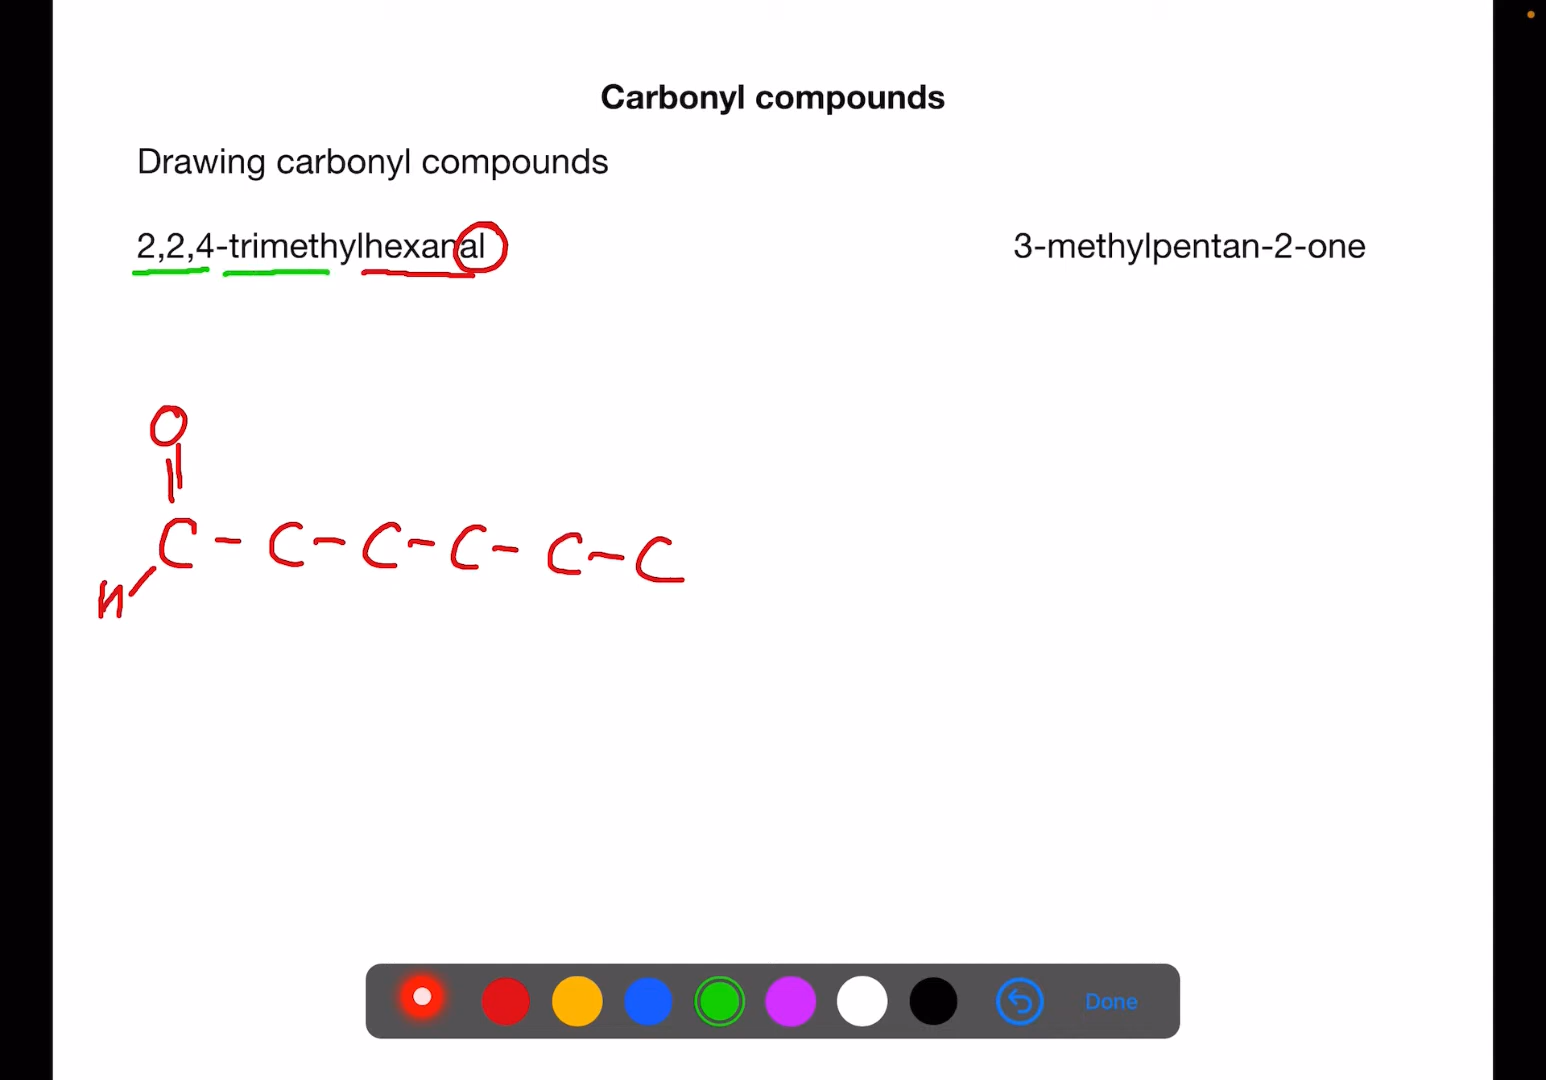 Carbonyl compounds
Drawing carbonyl compounds
2,2,4-trimethylhexanal
3-methylpentan-2-one
O
C - C - C - C - C - C
H
Done